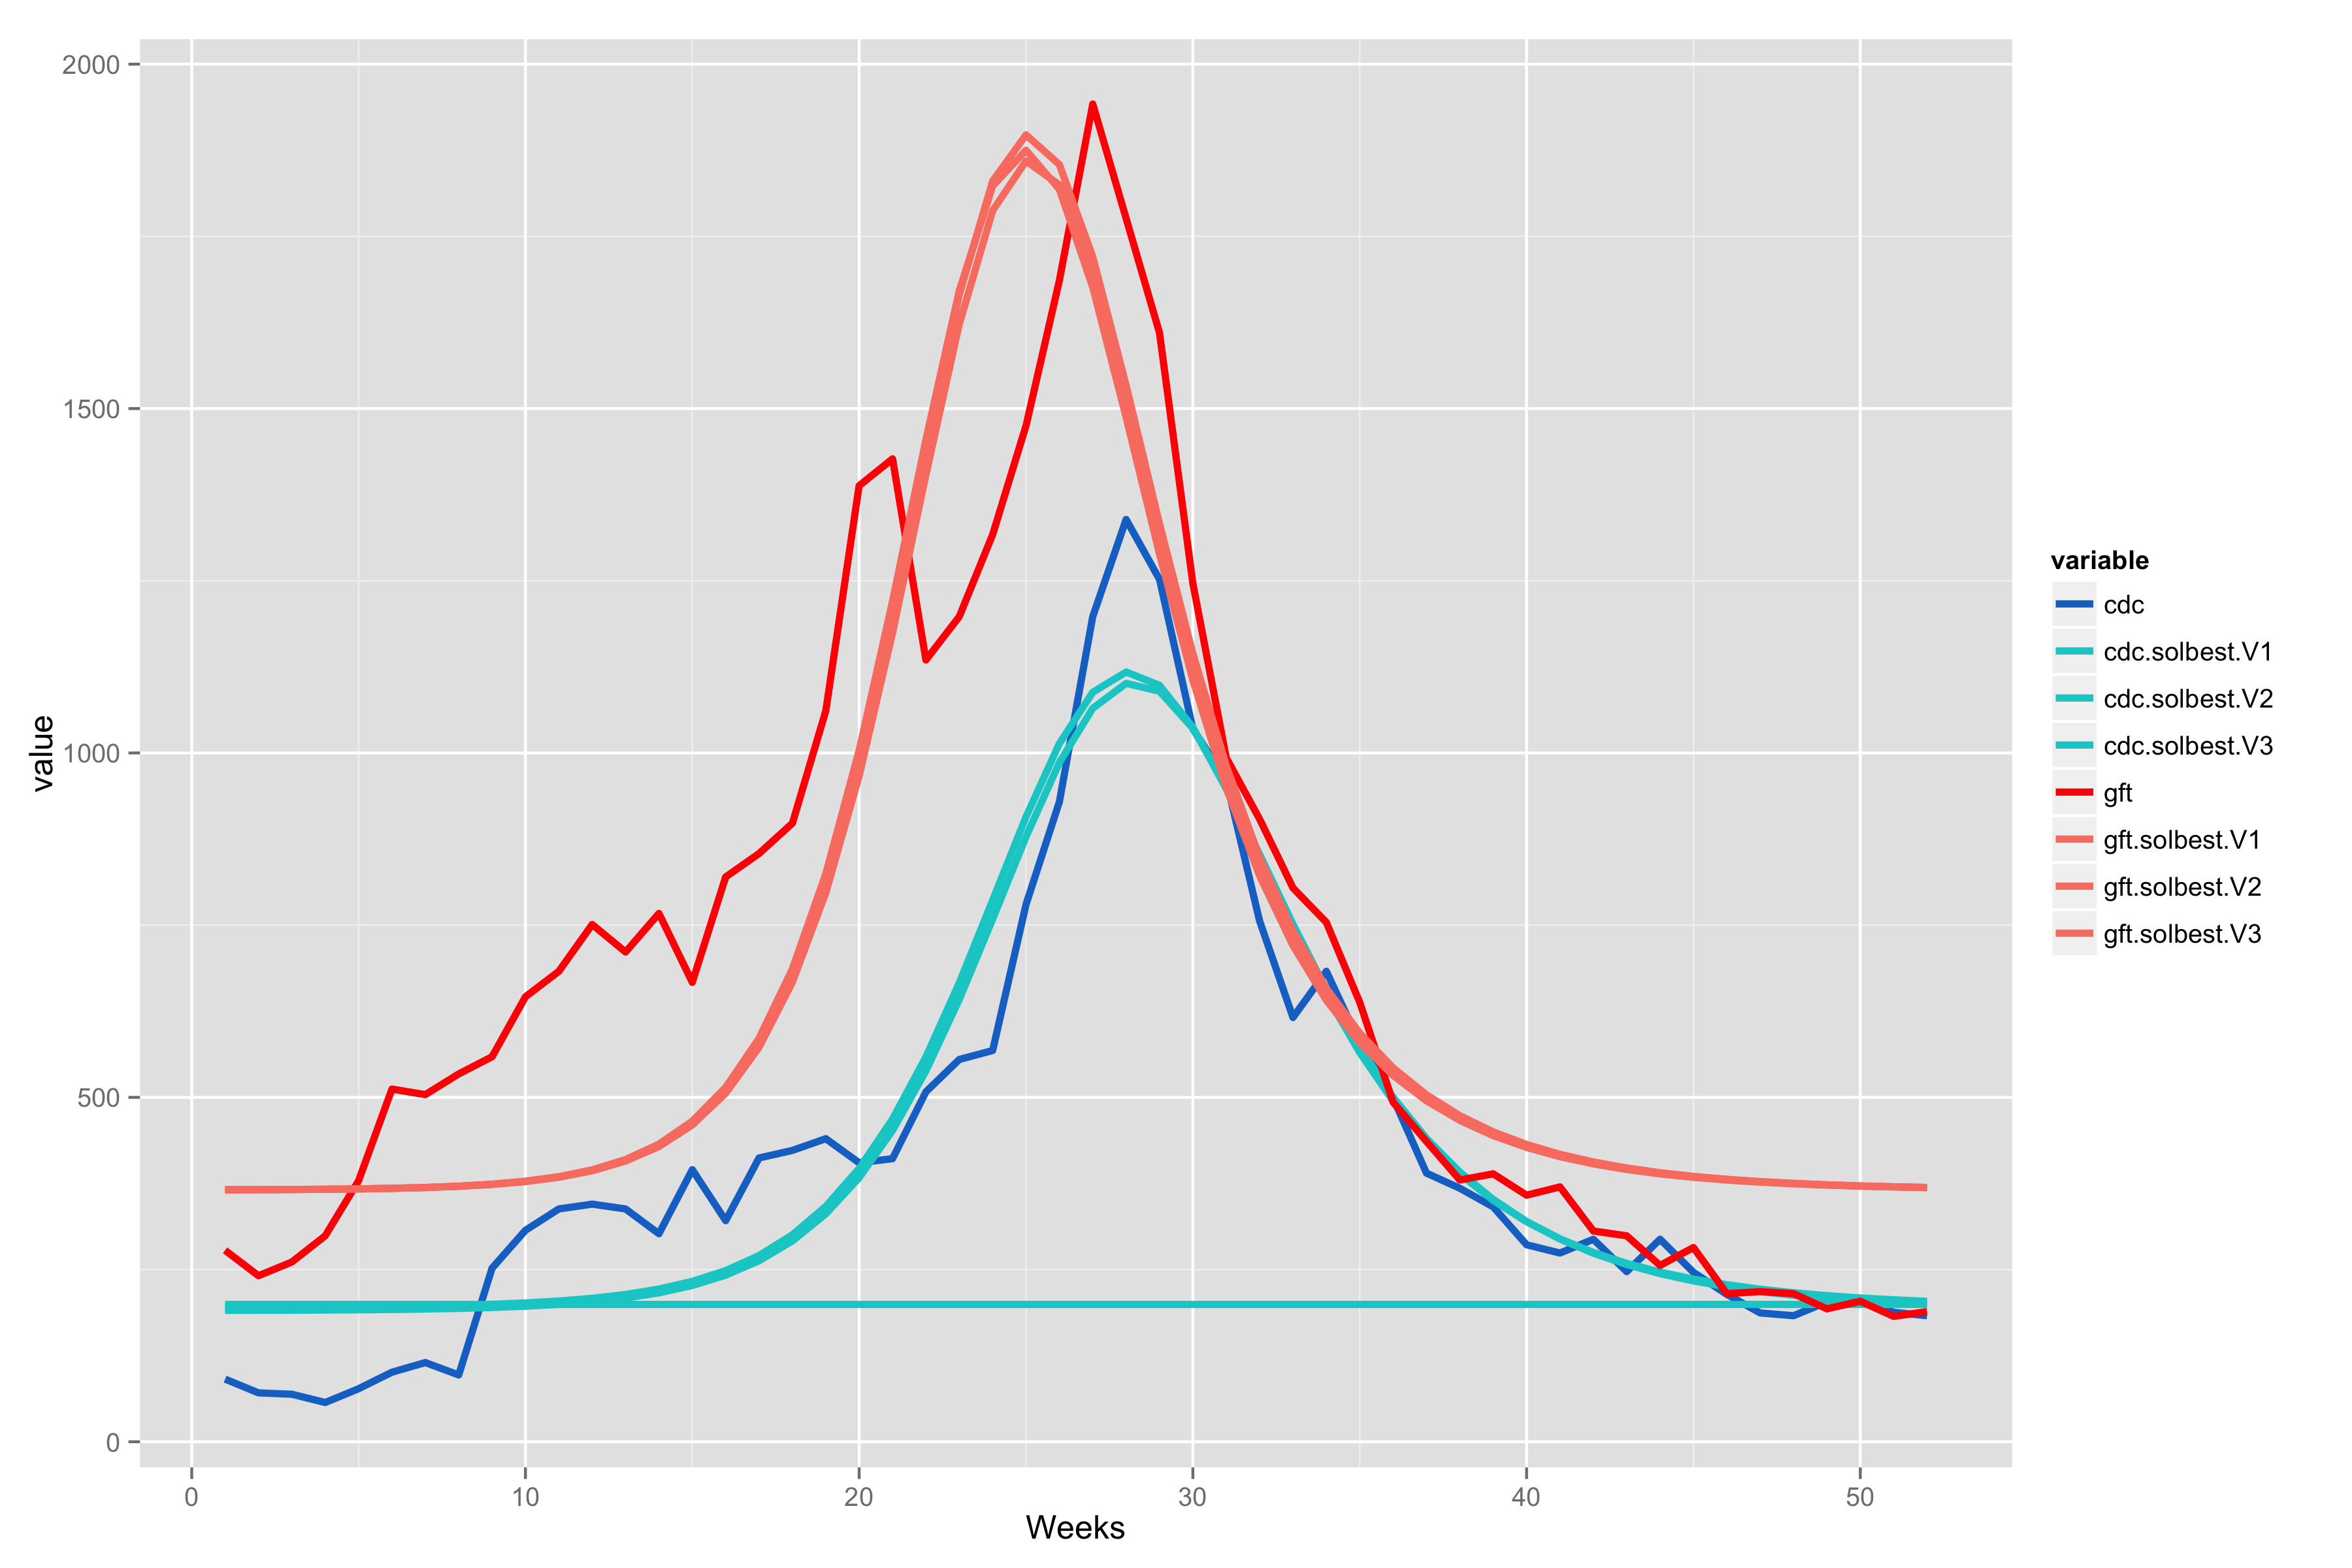 2000
1500
1000
500
0
value
0 10 20 30 40 50
Weeks
variable
cdc
cdc.solbest.V1
cdc.solbest.V2
cdc.solbest.V3
gft
gft.solbest.V1
gft.solbest.V2
gft.solbest.V3